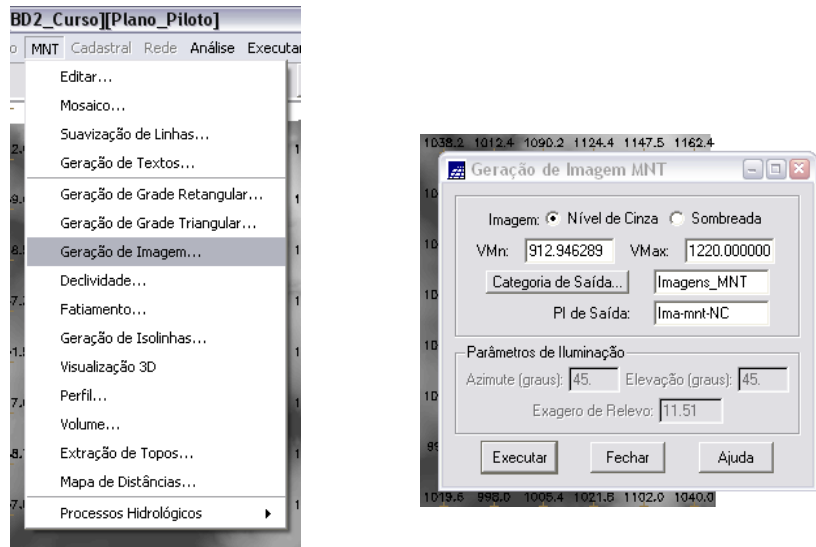 BD2_Curso][Plano_Piloto]
MNT Cadastral Rede Análise Executar
Editar...
Mosaico...
Suavização de Linhas...
Geração de Textos...
Geração de Grade Retangular...
Geração de Grade Triangular...
Geração de Imagem...
Declividade...
Fatiamento...
Geração de Isolinhas...
Visualização 3D
Perfil...
Volume...
Extração de Topos...
Mapa de Distâncias...
Processos Hidrológicos
1038.2 1012.4 1090.2 1124.4 1147.5 1162.4
Geração de Imagem MNT
Imagem: Nível de Cinza Sombreada
VMn: 912.946289 VMax: 1220.000000
Categoria de Saída... Imagens_MNT
PI de Saída: Ima-mnt-NC
Parâmetros de Iluminação
Azimute (graus): 45. Elevação (graus): 45.
Exagero de Relevo: 11.51
Executar Fechar Ajuda
1019.6 998.0 1005.4 1021.6 1102.0 1040.0